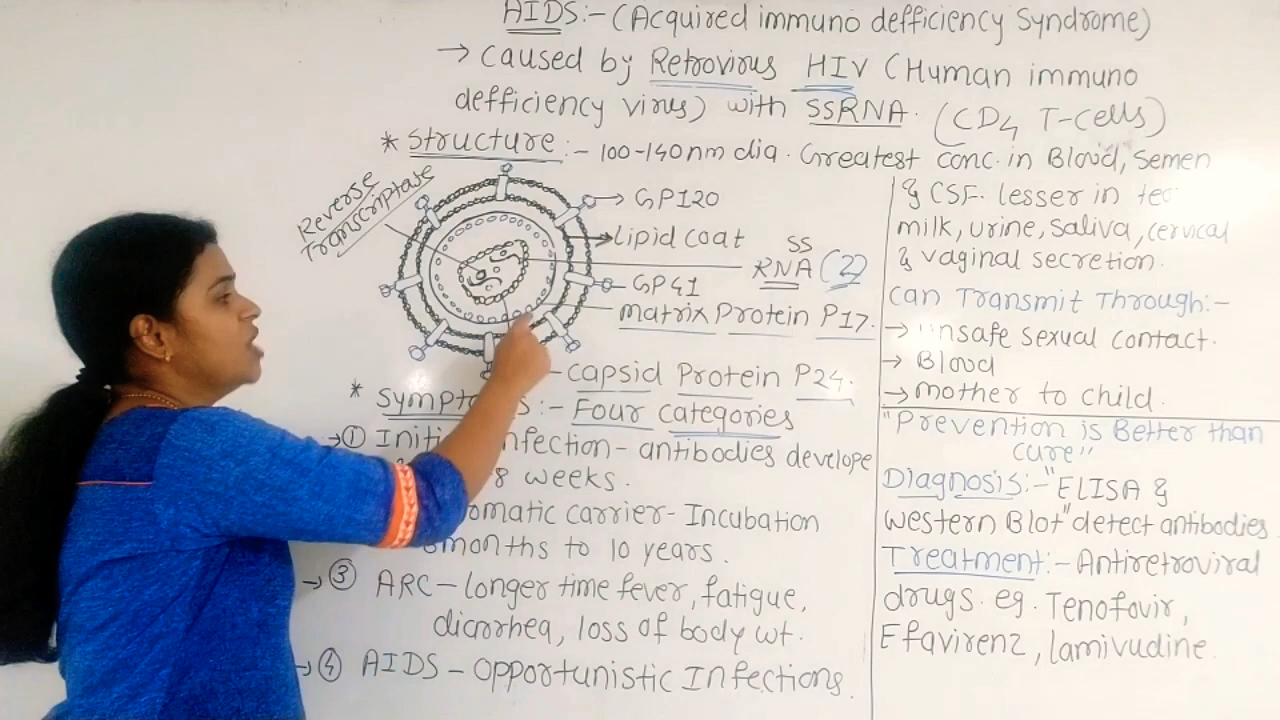 AIDS:- (Acquired immuno defficiency Syndrome)
→ caused by Retrovirus HIV (Human immuno
defficiency virus) with SSRNA. (CD4 T-cells)
* Structure:- 100-140nm dia. Greatest conc. in Blood, Semen
& CSF. lesser in
milk, urine, Saliva, cervical
& vaginal secretion.
can Transmit Through:-
→ unsafe sexual contact.
→ Blood
→ mother to child.
"Prevention is Better than
cure"
Diagnosis:- "ELISA &
Western Blot" detect antibodies.
Treatment:- Antiretroviral
drugs. eg. Tenofovir,
Efavirenz, lamivudine.
Reverse
Transcriptase
→ GP120
→ lipid coat
SS
RNA (2)
→ GP41
matrix Protein P17.
capsid Protein P24.
* Symptoms:- Four categories
→ ① Initial infection - antibodies develope
8 weeks.
carrier - Incubation
months to 10 years.
→ ③ ARC - longer time fever, fatigue,
dicrrhea, loss of body wt.
→ ④ AIDS - Opportunistic Infections.